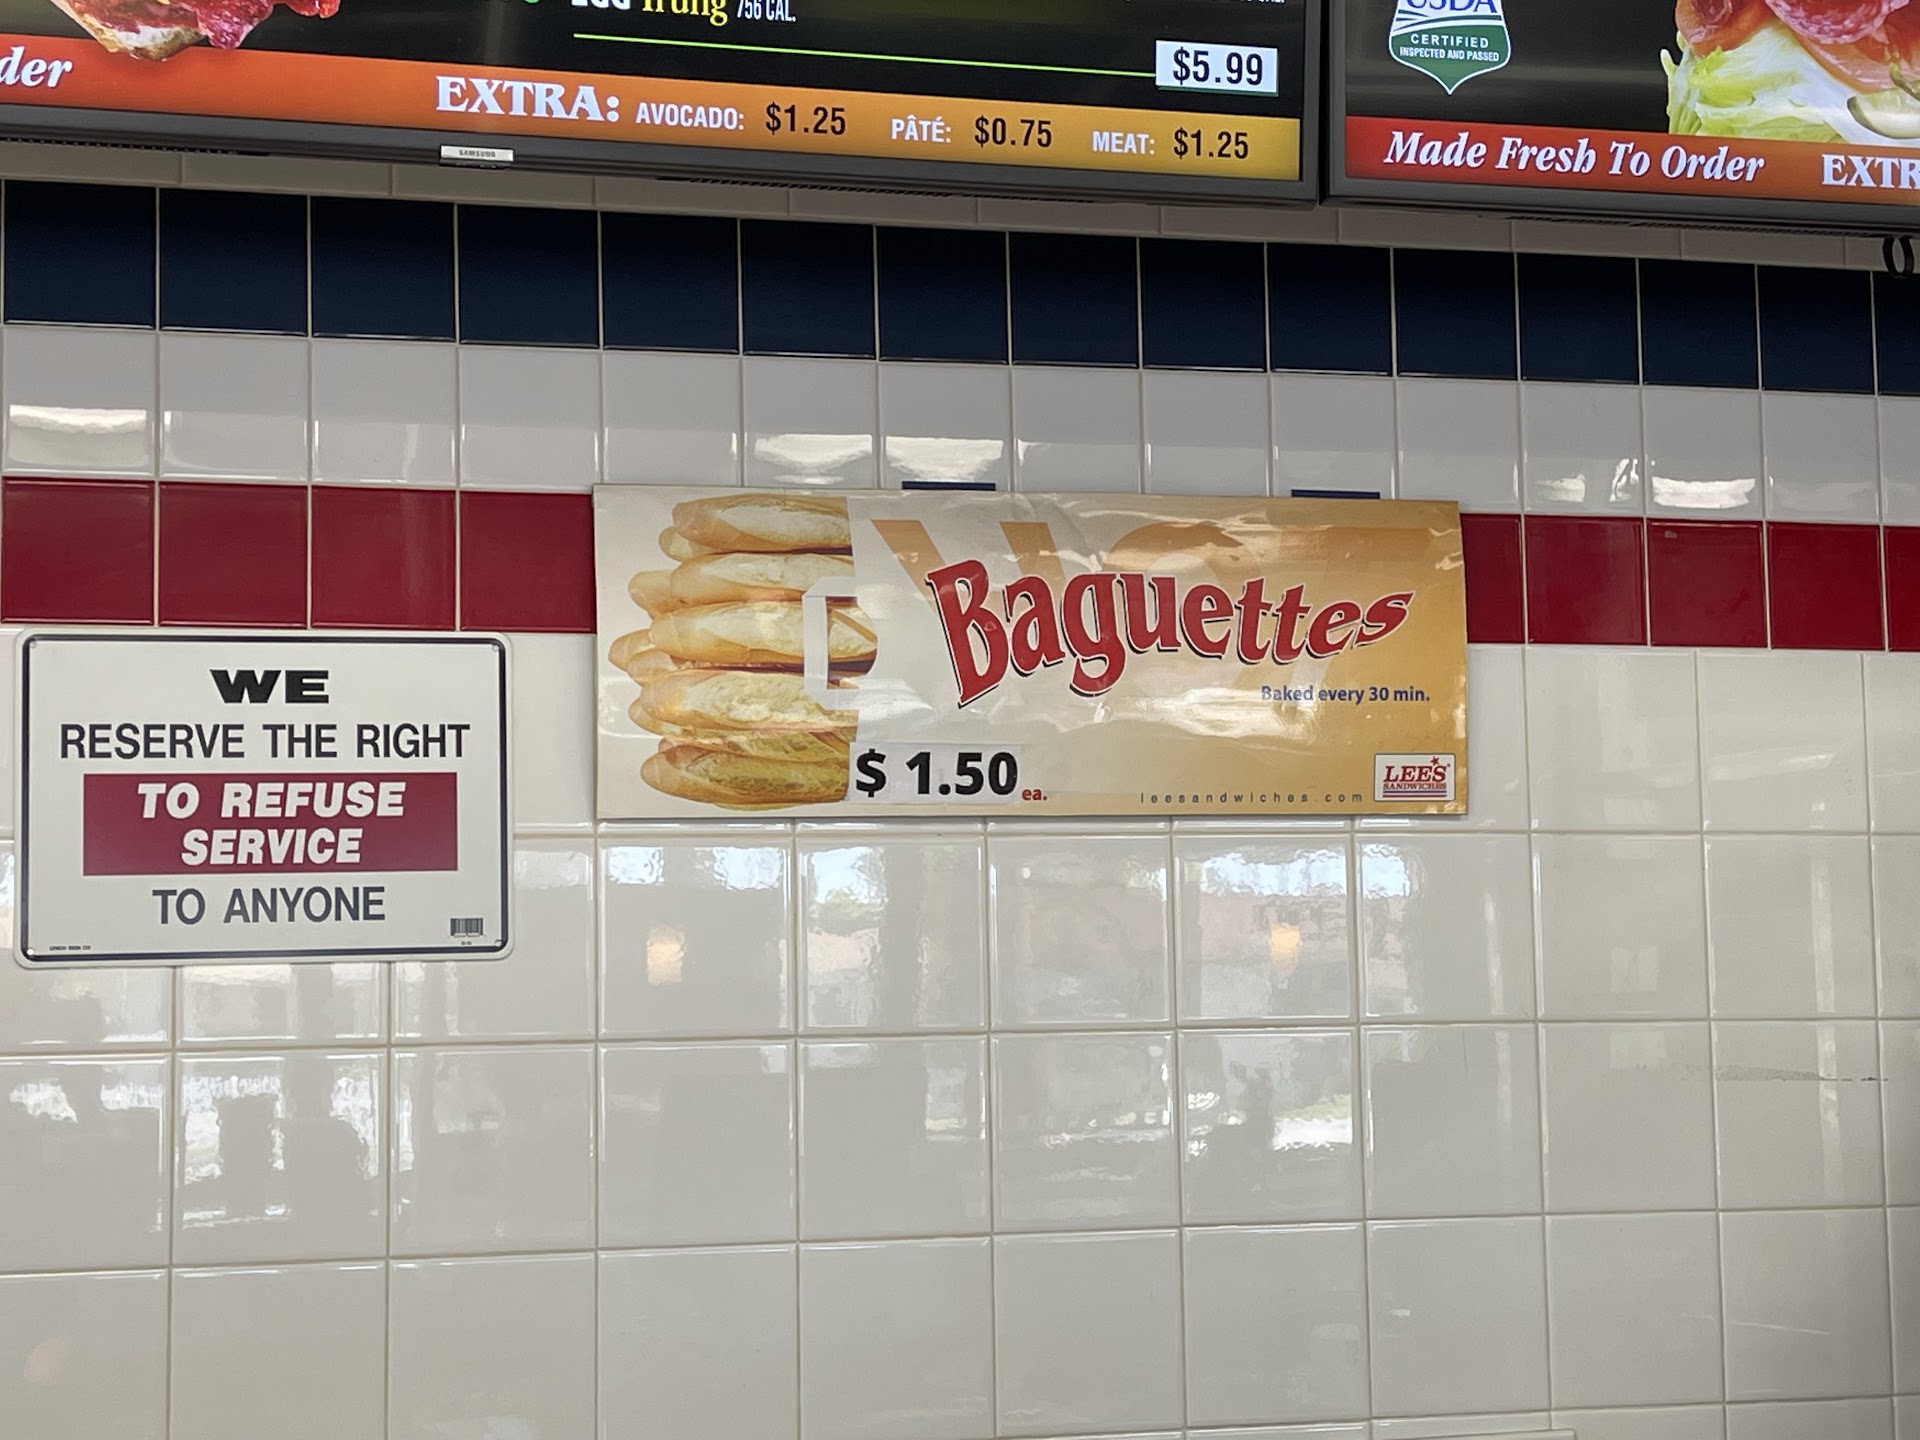 Trung 756 CAL.
$5.99
der
EXTRA: AVOCADO: $1.25 PÂTÉ: $0.75 MEAT: $1.25
SAMSUNG
USDA
CERTIFIED
INSPECTED AND PASSED
Made Fresh To Order EXTR
WE
RESERVE THE RIGHT
TO REFUSE
SERVICE
TO ANYONE
HOT
Baguettes
Baked every 30 min.
$ 1.50 ea.
leesandwiches.com
LEE'S
SANDWICHES